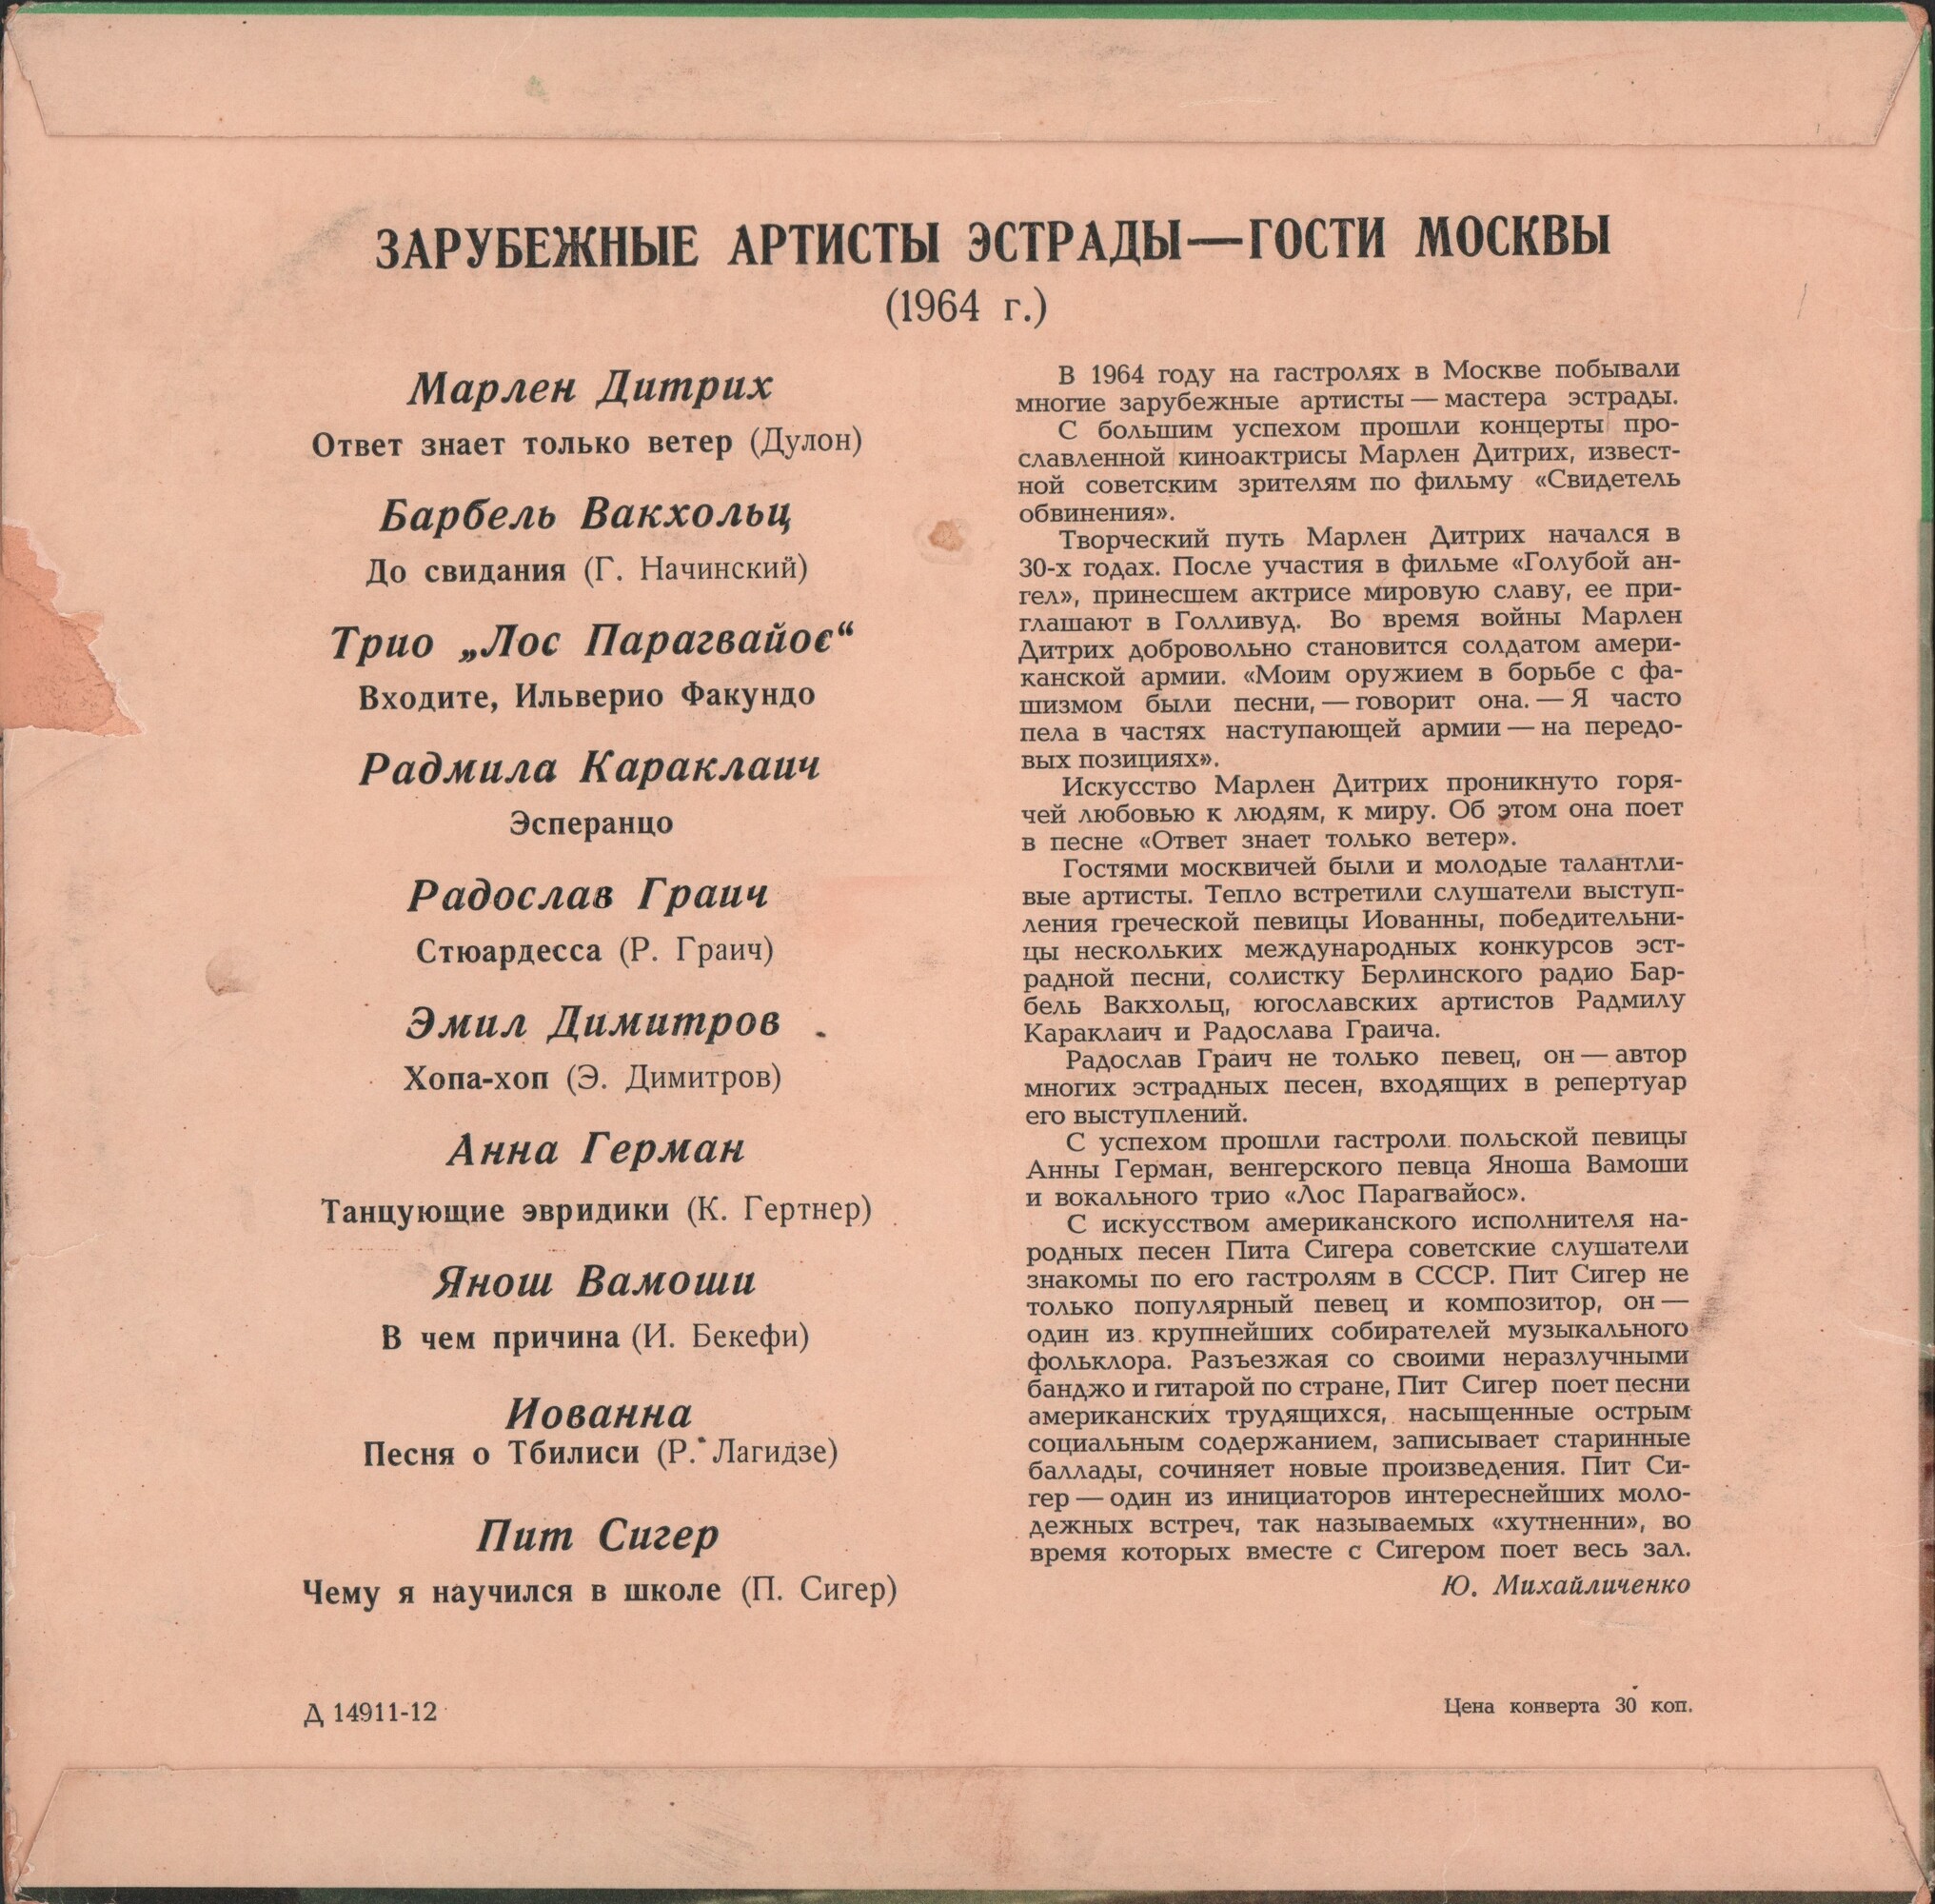 ЗАРУБЕЖНЫЕ АРТИСТЫ ЭСТРАДЫ—ГОСТИ МОСКВЫ
(1964 г.)
Марлен Дитрих
Ответ знает только ветер (Дулон)
Барбель Вакхольц
До свидания (Г. Начинский)
Трио „Лос Парагвайос“
Входите, Ильверио Факундо
Радмила Караклаич
Эсперанцо
Радослав Граич
Стюардесса (Р. Граич)
Эмил Димитров
Хопа-хоп (Э. Димитров)
Анна Герман
Танцующие эвридики (К. Гертнер)
Янош Вамоши
В чем причина (И. Бекефи)
Иованна
Песня о Тбилиси (Р. Лагидзе)
Пит Сигер
Чему я научился в школе (П. Сигер)
В 1964 году на гастролях в Москве побывали
многие зарубежные артисты — мастера эстрады.
С большим успехом прошли концерты про-
славленной киноактрисы Марлен Дитрих, извест-
ной советским зрителям по фильму «Свидетель
обвинения».
Творческий путь Марлен Дитрих начался в
30-х годах. После участия в фильме «Голубой ан-
гел», принесшем актрисе мировую славу, ее при-
глашают в Голливуд. Во время войны Марлен
Дитрих добровольно становится солдатом амери-
канской армии. «Моим оружием в борьбе с фа-
шизмом были песни, — говорит она. — Я часто
пела в частях наступающей армии — на передо-
вых позициях».
Искусство Марлен Дитрих проникнуто горя-
чей любовью к людям, к миру. Об этом она поет
в песне «Ответ знает только ветер».
Гостями москвичей были и молодые талантли-
вые артисты. Тепло встретили слушатели выступ-
ления греческой певицы Иованны, победительни-
цы нескольких международных конкурсов эст-
радной песни, солистку Берлинского радио Бар-
бель Вакхольц, югославских артистов Радмилу
Караклаич и Радослава Граича.
Радослав Граич не только певец, он — автор
многих эстрадных песен, входящих в репертуар
его выступлений.
С успехом прошли гастроли польской певицы
Анны Герман, венгерского певца Яноша Вамоши
и вокального трио «Лос Парагвайос».
С искусством американского исполнителя на-
родных песен Пита Сигера советские слушатели
знакомы по его гастролям в СССР. Пит Сигер не
только популярный певец и композитор, он —
один из крупнейших собирателей музыкального
фольклора. Разъезжая со своими неразлучными
банджо и гитарой по стране, Пит Сигер поет песни
американских трудящихся, насыщенные острым
социальным содержанием, записывает старинные
баллады, сочиняет новые произведения. Пит Си-
гер — один из инициаторов интереснейших моло-
дежных встреч, так называемых «хутненни», во
время которых вместе с Сигером поет весь зал.
Ю. Михайличенко
Д 14911-12
Цена конверта 30 коп.